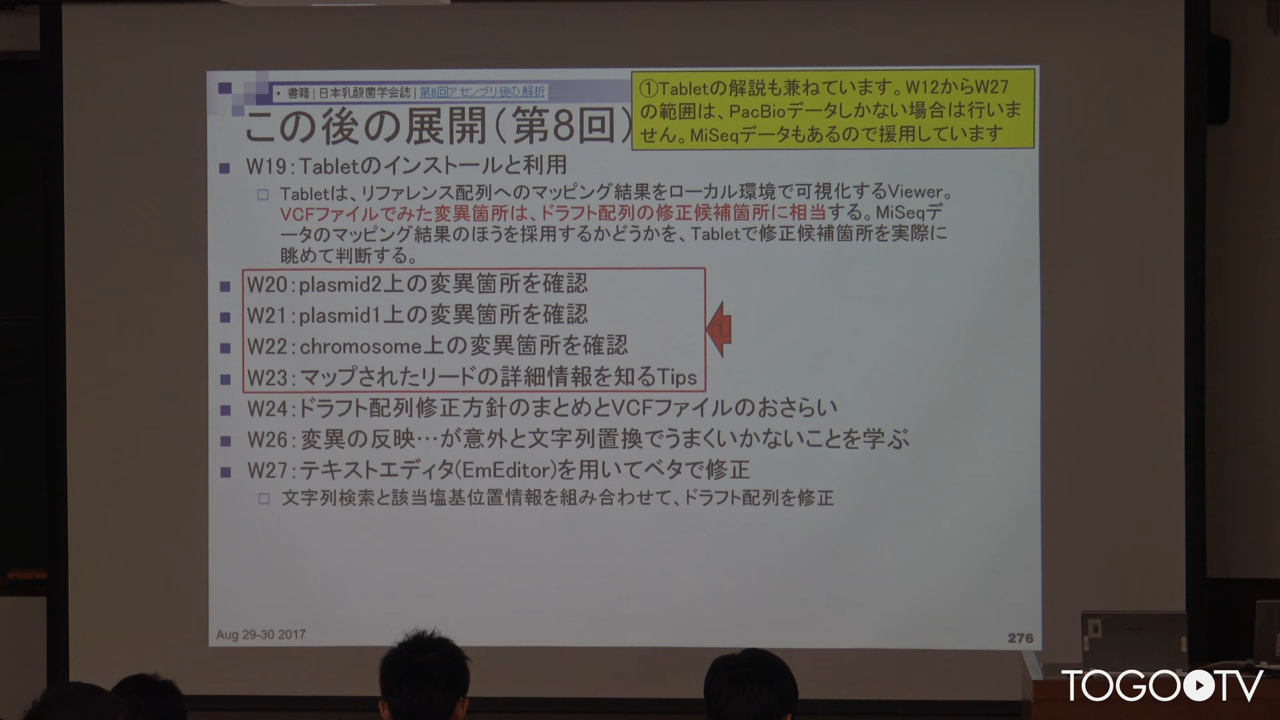 • 書籍 | 日本乳酸菌学会誌 | 第8回アセンブリ後の解析
①Tabletの解説も兼ねています。W12からW27
の範囲は、PacBioデータしかない場合は行いま
せん。MiSeqデータもあるので援用しています
この後の展開(第8回)
W19:Tabletのインストールと利用
Tabletは、リファレンス配列へのマッピング結果をローカル環境で可視化するViewer。
VCFファイルでみた変異箇所は、ドラフト配列の修正候補箇所に相当する。MiSeqデ
ータのマッピング結果のほうを採用するかどうかを、Tabletで修正候補箇所を実際に
眺めて判断する。
W20:plasmid2上の変異箇所を確認
W21:plasmid1上の変異箇所を確認
W22:chromosome上の変異箇所を確認
①
W23:マップされたリードの詳細情報を知るTips
W24:ドラフト配列修正方針のまとめとVCFファイルのおさらい
W26:変異の反映…が意外と文字列置換でうまくいかないことを学ぶ
W27:テキストエディタ(EmEditor)を用いてベタで修正
文字列検索と該当塩基位置情報を組み合わせて、ドラフト配列を修正
Aug 29-30 2017
276
TOGOTV